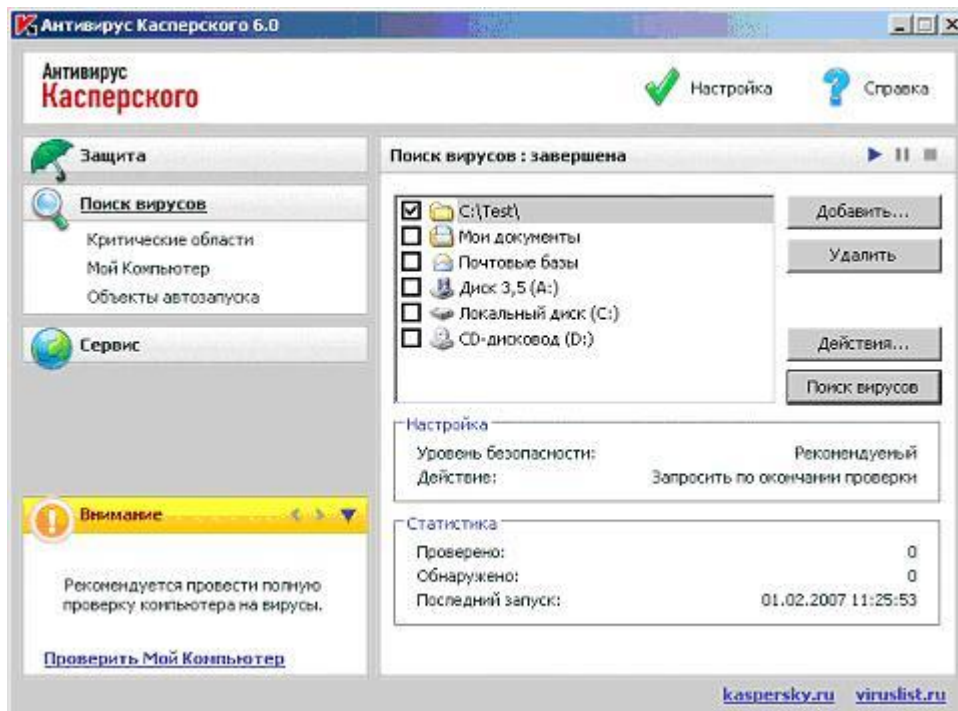 Антивирус Касперского 6.0
Антивирус
Касперского
Настройка
Справка
Защита
Поиск вирусов
Критические области
Мой Компьютер
Объекты автозапуска
Сервис
Внимание
Рекомендуется провести полную
проверку компьютера на вирусы.
Проверить Мой Компьютер
Поиск вирусов : завершена
C:\Test\
Мои документы
Почтовые базы
Диск 3,5 (A:)
Локальный диск (C:)
CD-дисковод (D:)
Добавить...
Удалить
Действия...
Поиск вирусов
Настройка
Уровень безопасности: Рекомендуемый
Действие: Запросить по окончании проверки
Статистика
Проверено: 0
Обнаружено: 0
Последний запуск: 01.02.2007 11:25:53
kaspersky.ru viruslist.ru